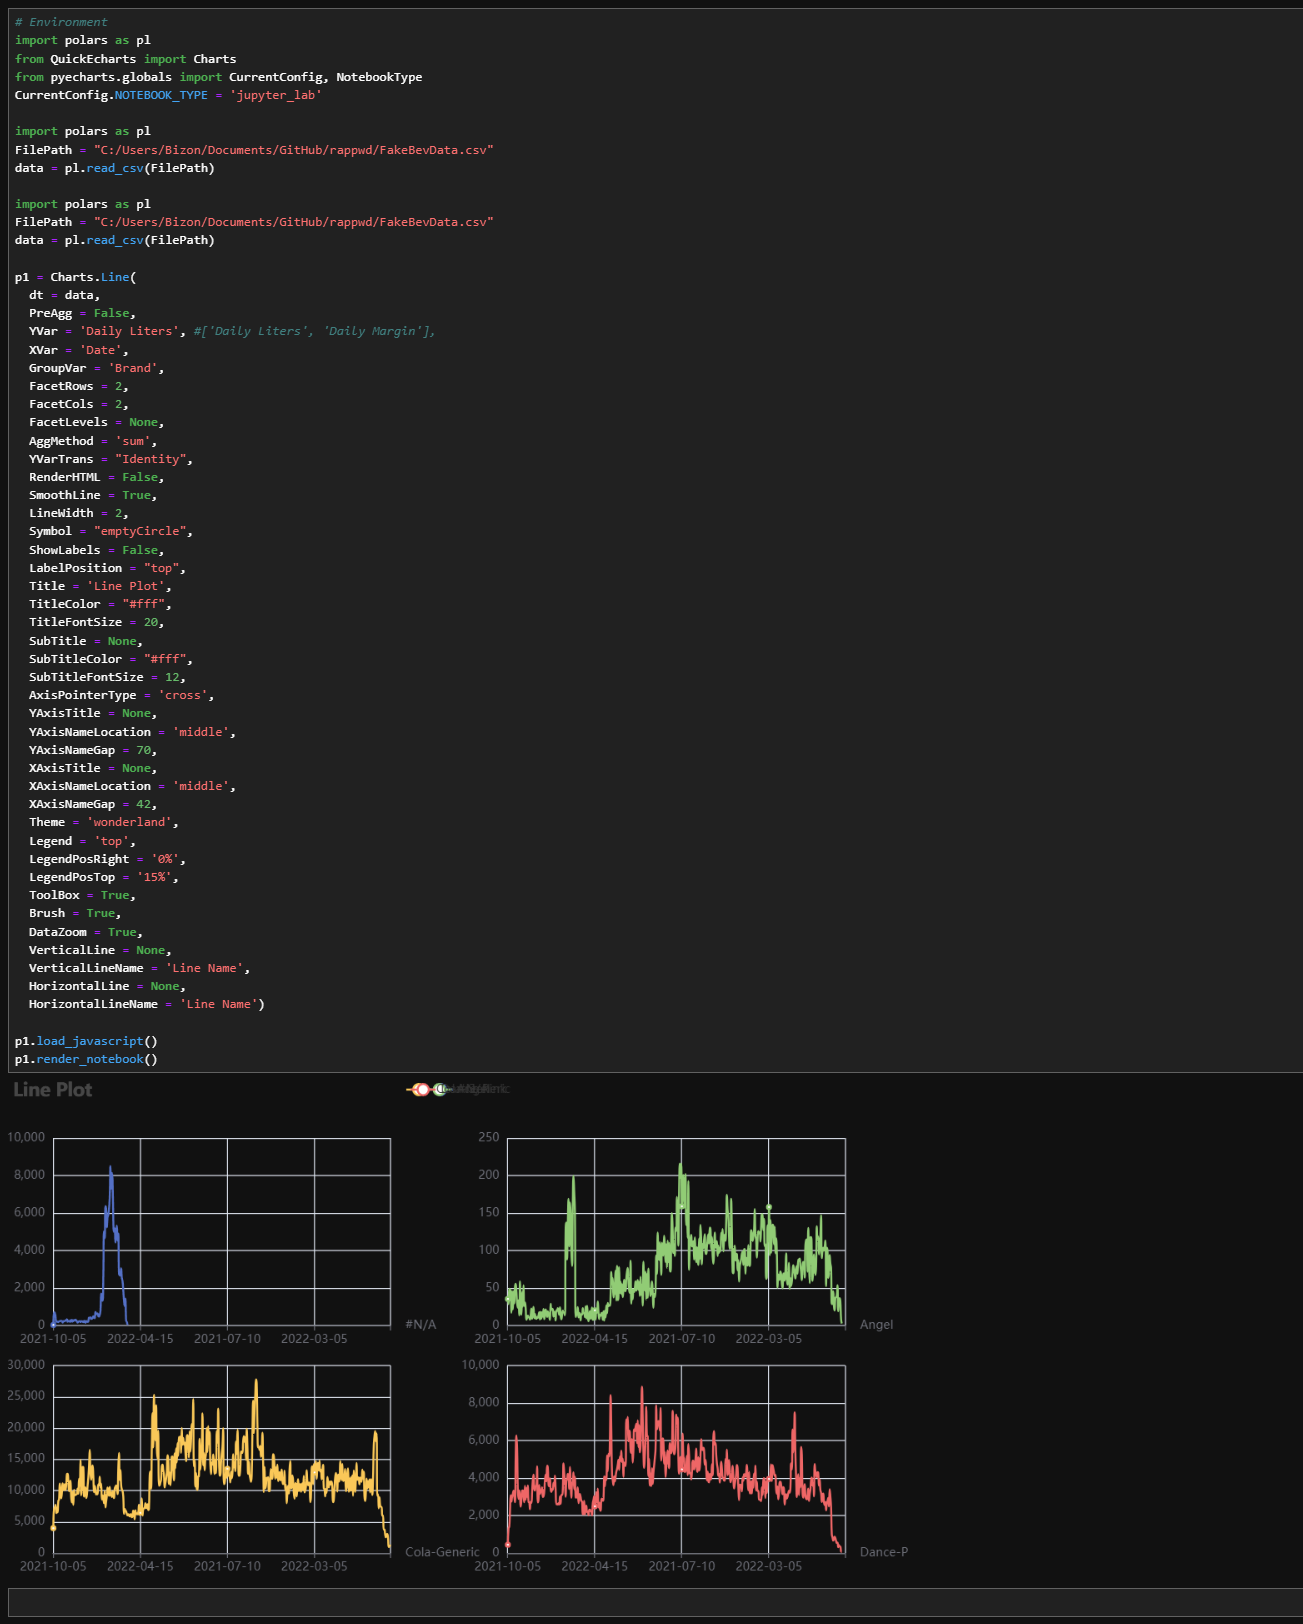 # Environment
import polars as pl
from QuickEcharts import Charts
from pyecharts.globals import CurrentConfig, NotebookType
CurrentConfig.NOTEBOOK_TYPE = 'jupyter_lab'
import polars as pl
FilePath = "C:/Users/Bizon/Documents/GitHub/rappwd/FakeBevData.csv"
data = pl.read_csv(FilePath)
import polars as pl
FilePath = "C:/Users/Bizon/Documents/GitHub/rappwd/FakeBevData.csv"
data = pl.read_csv(FilePath)
p1 = Charts.Line(
dt = data,
PreAgg = False,
YVar = 'Daily Liters', #['Daily Liters', 'Daily Margin'],
XVar = 'Date',
GroupVar = 'Brand',
FacetRows = 2,
FacetCols = 2,
FacetLevels = None,
AggMethod = 'sum',
YVarTrans = "Identity",
RenderHTML = False,
SmoothLine = True,
LineWidth = 2,
Symbol = "emptyCircle",
ShowLabels = False,
LabelPosition = "top",
Title = 'Line Plot',
TitleColor = "#fff",
TitleFontSize = 20,
SubTitle = None,
SubTitleColor = "#fff",
SubTitleFontSize = 12,
AxisPointerType = 'cross',
YAxisTitle = None,
YAxisNameLocation = 'middle',
YAxisNameGap = 70,
XAxisTitle = None,
XAxisNameLocation = 'middle',
XAxisNameGap = 42,
Theme = 'wonderland',
Legend = 'top',
LegendPosRight = '0%',
LegendPosTop = '15%',
ToolBox = True,
Brush = True,
DataZoom = True,
VerticalLine = None,
VerticalLineName = 'Line Name',
HorizontalLine = None,
HorizontalLineName = 'Line Name')
p1.load_javascript()
p1.render_notebook()
Line Plot
10,000
8,000
6,000
4,000
2,000
0
2021-10-05 2022-04-15 2021-07-10 2022-03-05
#N/A
250
200
150
100
50
0
2021-10-05 2022-04-15 2021-07-10 2022-03-05
Angel
30,000
25,000
20,000
15,000
10,000
5,000
0
2021-10-05 2022-04-15 2021-07-10 2022-03-05
Cola-Generic
10,000
8,000
6,000
4,000
2,000
0
2021-10-05 2022-04-15 2021-07-10 2022-03-05
Dance-P